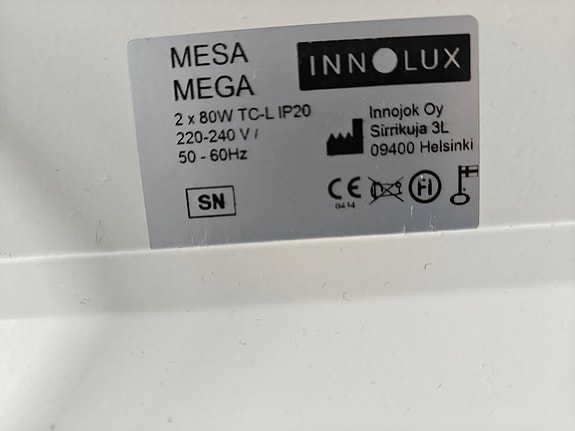 MESA
MEGA
2 x 80W TC-L IP20
220-240 V /
50 - 60Hz
SN
INNOLUX
Innojok Oy
Sirrikuja 3L
09400 Helsinki
CE
FI